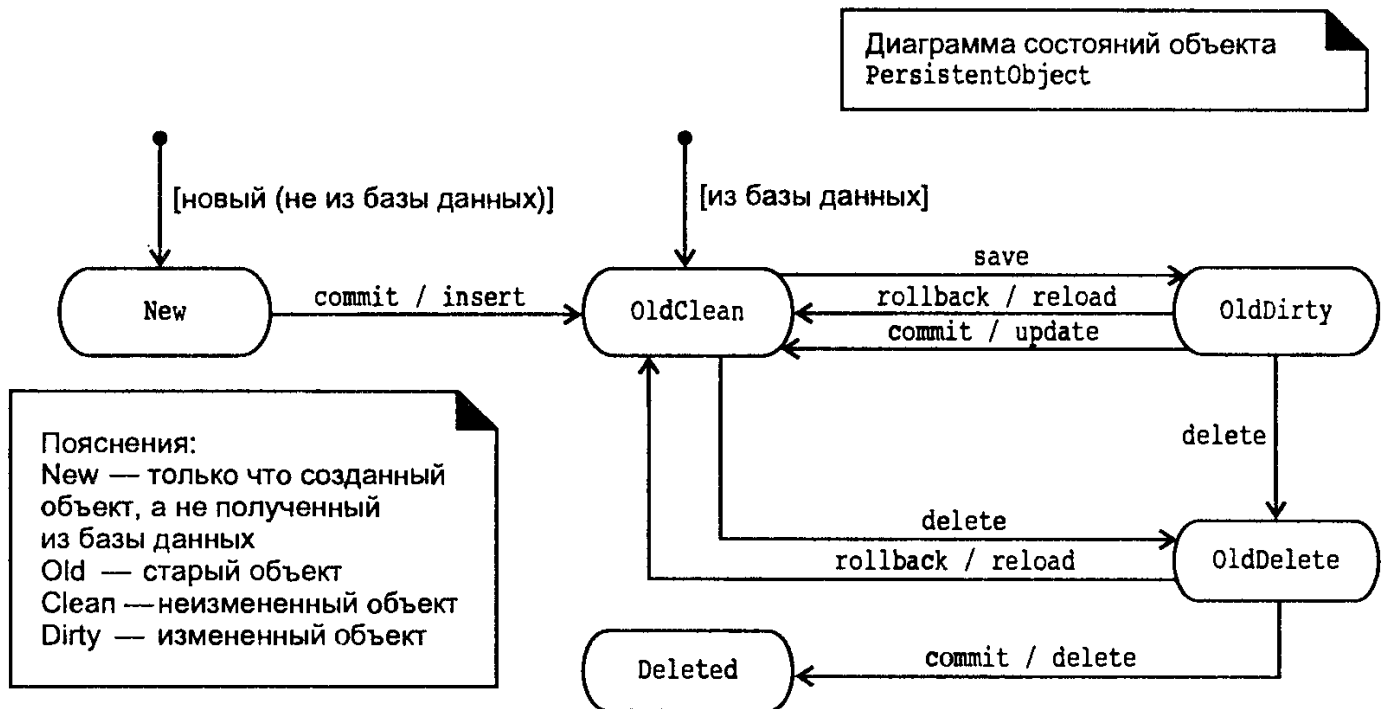 Диаграмма состояний объекта
PersistentObject
[новый (не из базы данных)]
[из базы данных]
New
commit / insert
OldClean
save
rollback / reload
commit / update
OldDirty
delete
Пояснения:
New — только что созданный
объект, а не полученный
из базы данных
Old — старый объект
Clean —неизмененный объект
Dirty — измененный объект
delete
rollback / reload
OldDelete
Deleted
commit / delete